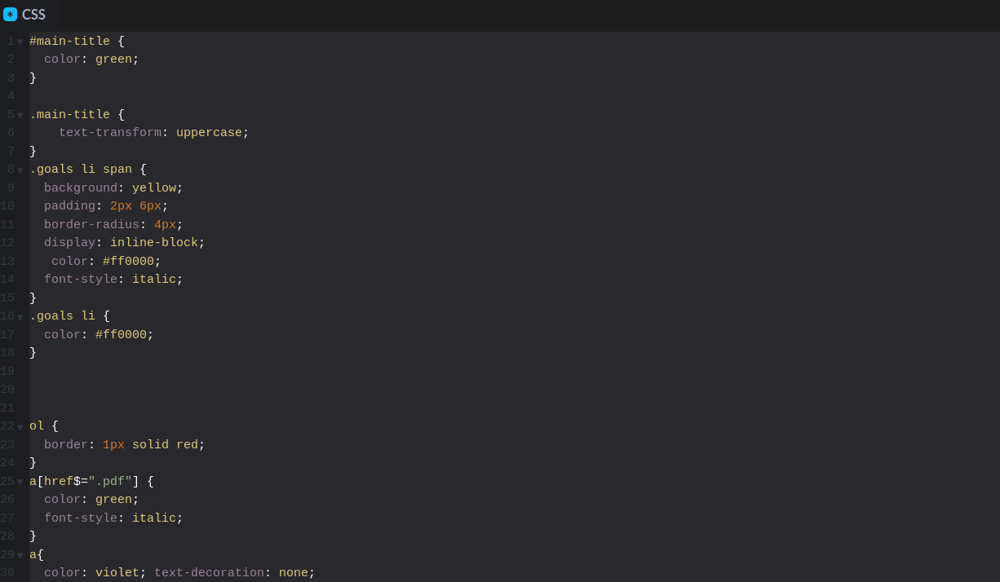 CSS
1 #main-title {
2   color: green;
3 }
4
5 .main-title {
6     text-transform: uppercase;
7 }
8 .goals li span {
9   background: yellow;
10   padding: 2px 6px;
11   border-radius: 4px;
12   display: inline-block;
13    color: #ff0000;
14   font-style: italic;
15 }
16 .goals li {
17   color: #ff0000;
18 }
19
20
21
22 ol {
23   border: 1px solid red;
24 }
25 a[href$=".pdf"] {
26   color: green;
27   font-style: italic;
28 }
29 a{
30   color: violet; text-decoration: none;